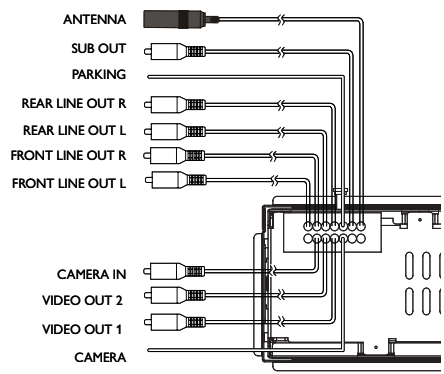 ANTENNA
SUB OUT
PARKING
REAR LINE OUT R
REAR LINE OUT L
FRONT LINE OUT R
FRONT LINE OUT L
CAMERA IN
VIDEO OUT 2
VIDEO OUT 1
CAMERA